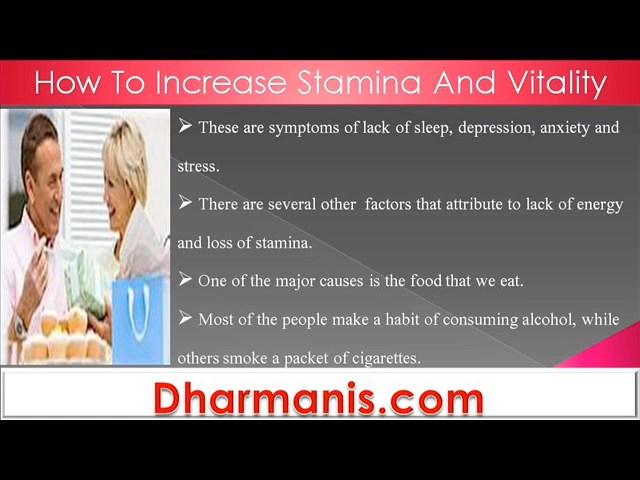 How To Increase Stamina And Vitality
➢ These are symptoms of lack of sleep, depression, anxiety and
stress.
➢ There are several other factors that attribute to lack of energy
and loss of stamina.
➢ One of the major causes is the food that we eat.
➢ Most of the people make a habit of consuming alcohol, while
others smoke a packet of cigarettes.
Dharmanis.com